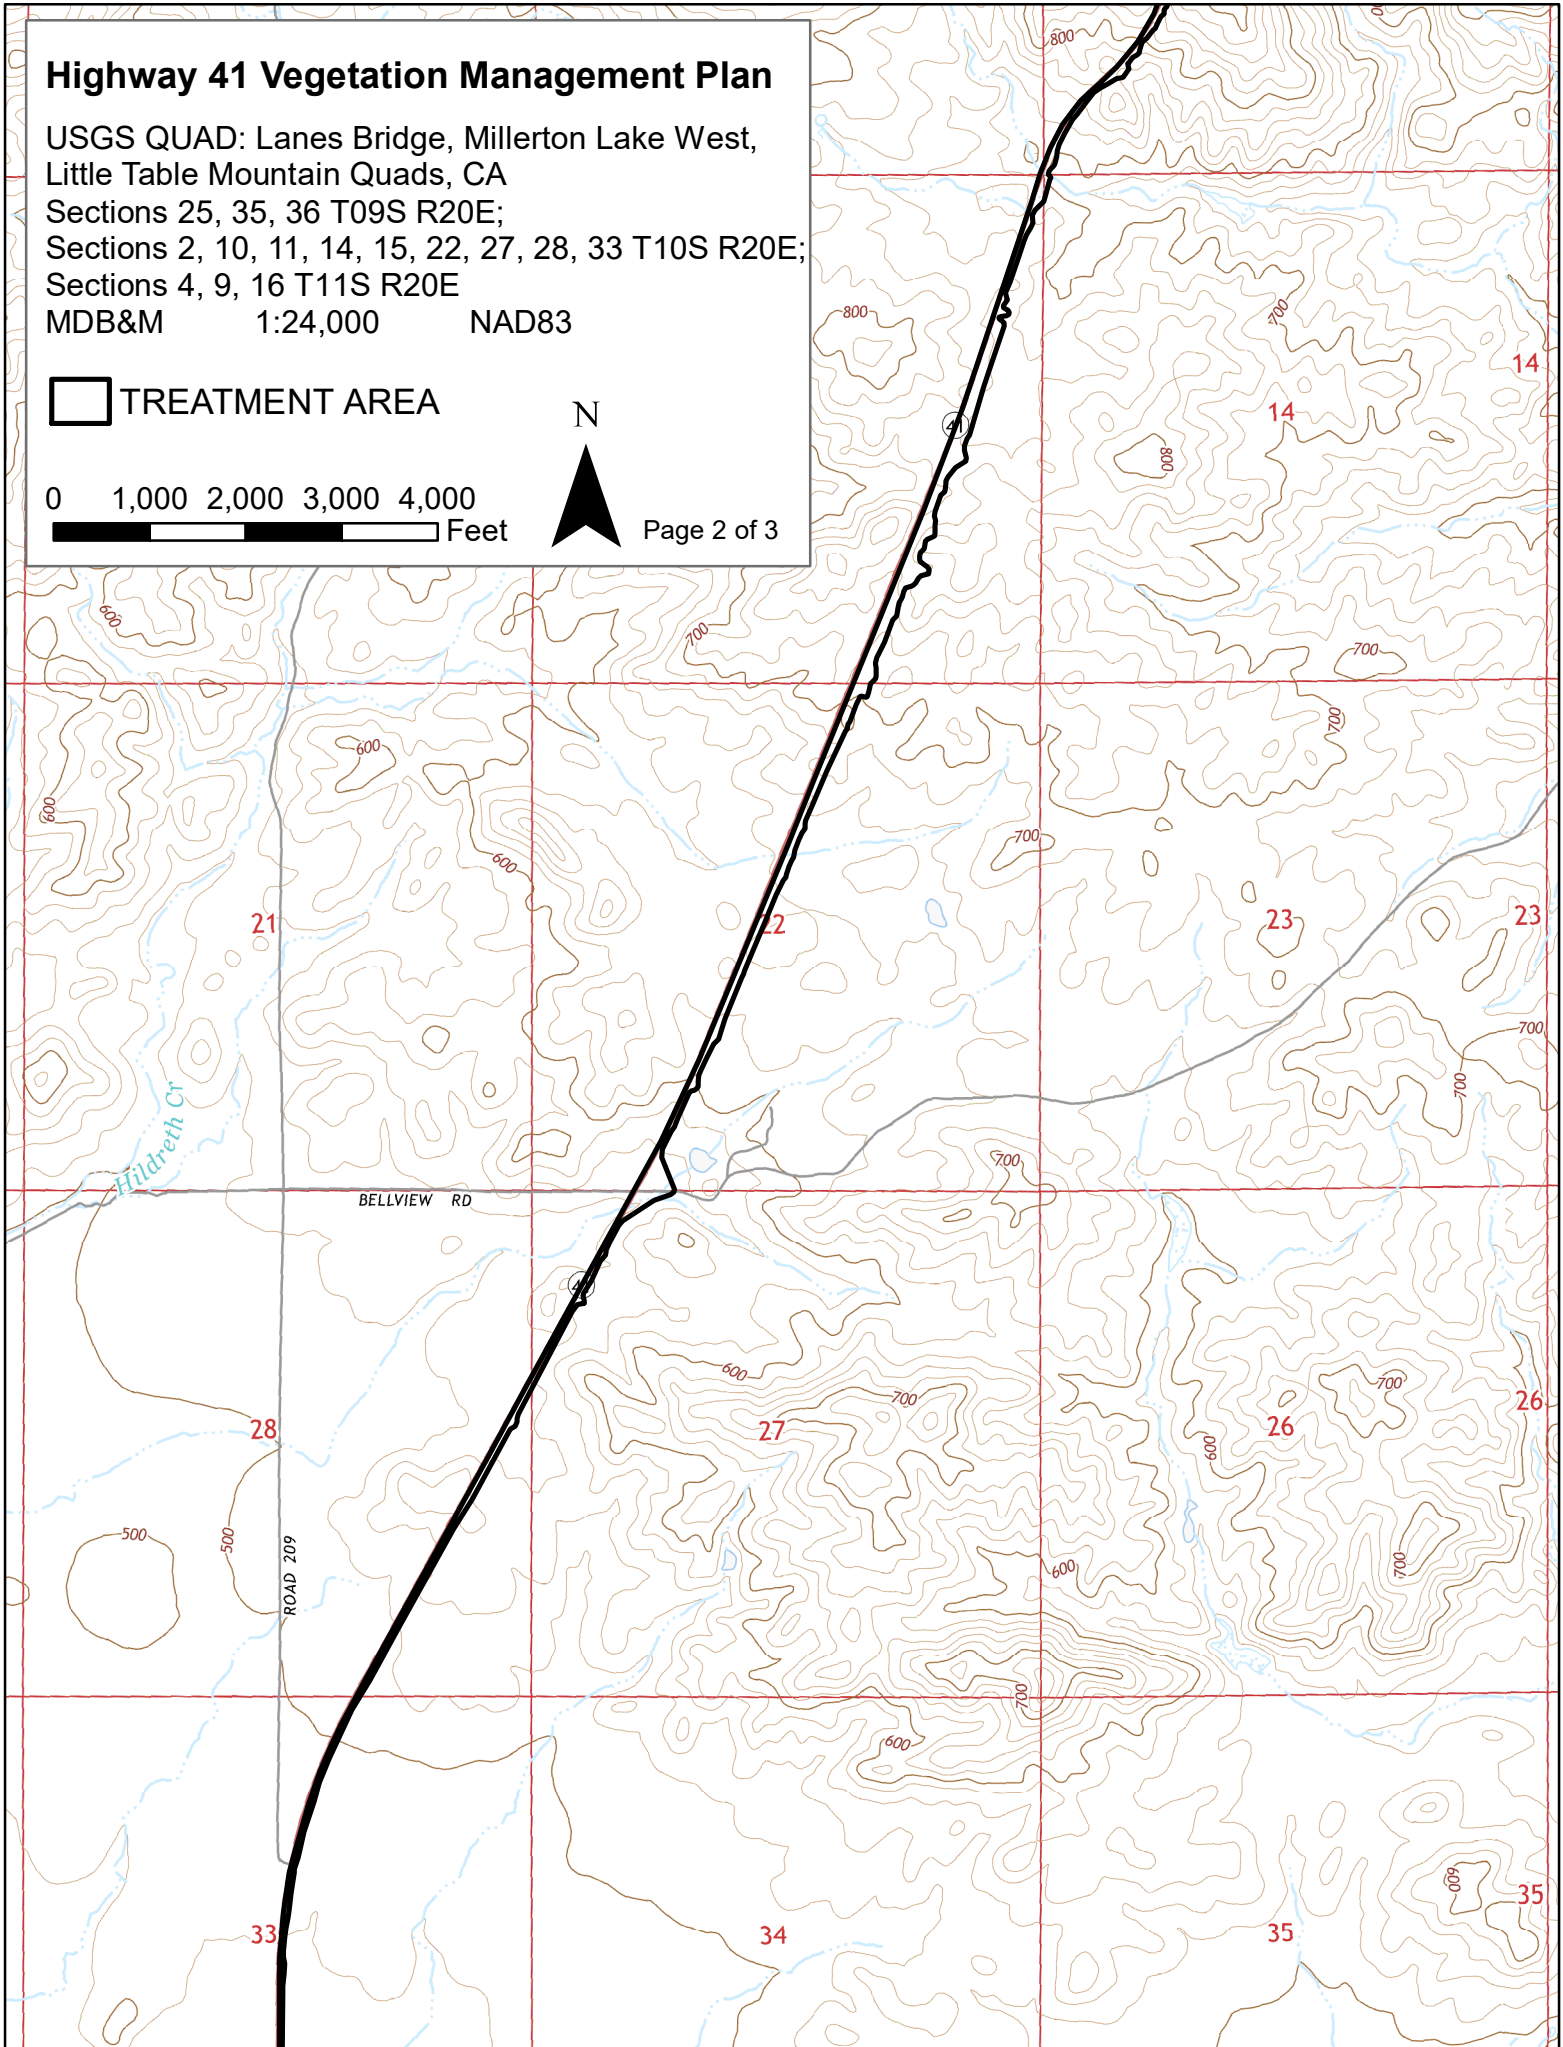 Highway 41 Vegetation Management Plan
USGS QUAD: Lanes Bridge, Millerton Lake West,
Little Table Mountain Quads, CA
Sections 25, 35, 36 T09S R20E;
Sections 2, 10, 11, 14, 15, 22, 27, 28, 33 T10S R20E;
Sections 4, 9, 16 T11S R20E
MDB&M 1:24,000 NAD83
TREATMENT AREA
N
0 1,000 2,000 3,000 4,000
Feet
Page 2 of 3
800
800
700
14
14
41
800
600
700
700
700
600
600
700
600
21
22
23
23
700
700
Hildreth Cr
700
BELLVIEW RD
600
700
700
26
28
27
26
600
500
500
ROAD 209
600
700
700
600
600
35
33
34
35